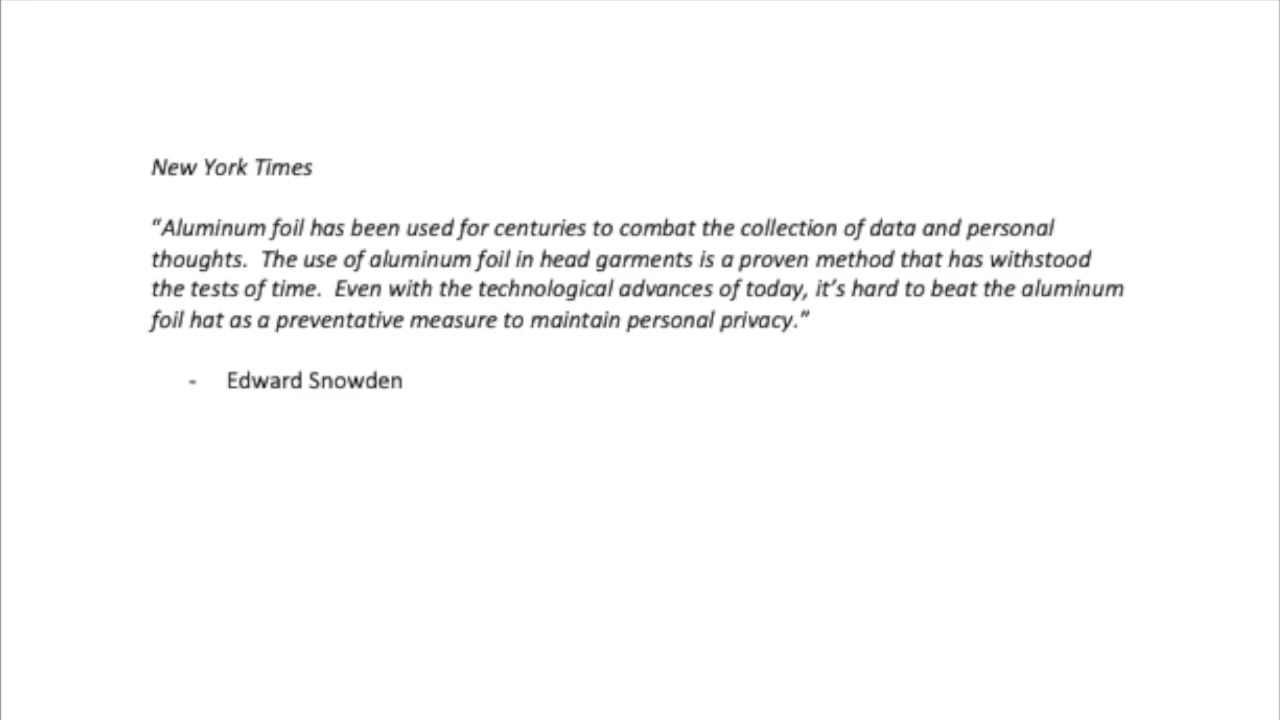 New York Times
“Aluminum foil has been used for centuries to combat the collection of data and personal
thoughts.  The use of aluminum foil in head garments is a proven method that has withstood
the tests of time.  Even with the technological advances of today, it’s hard to beat the aluminum
foil hat as a preventative measure to maintain personal privacy.”
- Edward Snowden